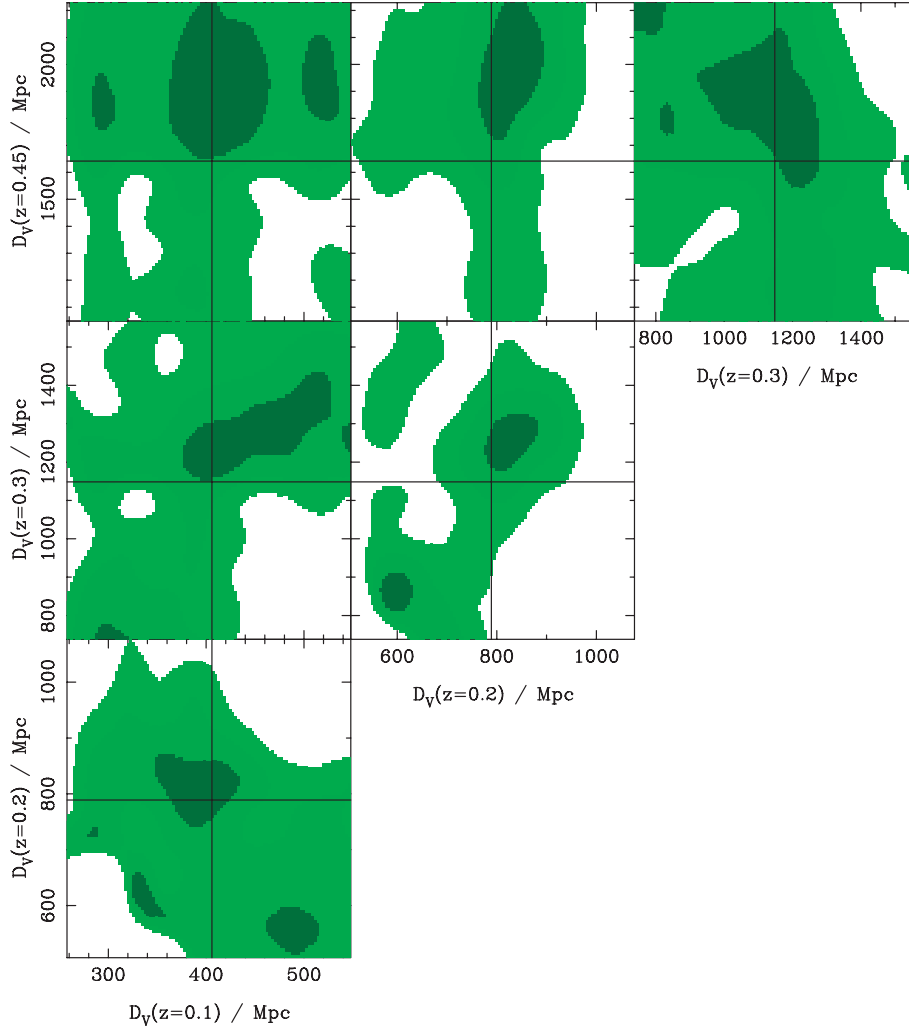 2000
1500
D_V(z=0.45) / Mpc
800 1000 1200 1400
D_V(z=0.3) / Mpc
1400
1200
1000
800
D_V(z=0.3) / Mpc
600 800 1000
D_V(z=0.2) / Mpc
1000
800
600
D_V(z=0.2) / Mpc
300 400 500
D_V(z=0.1) / Mpc